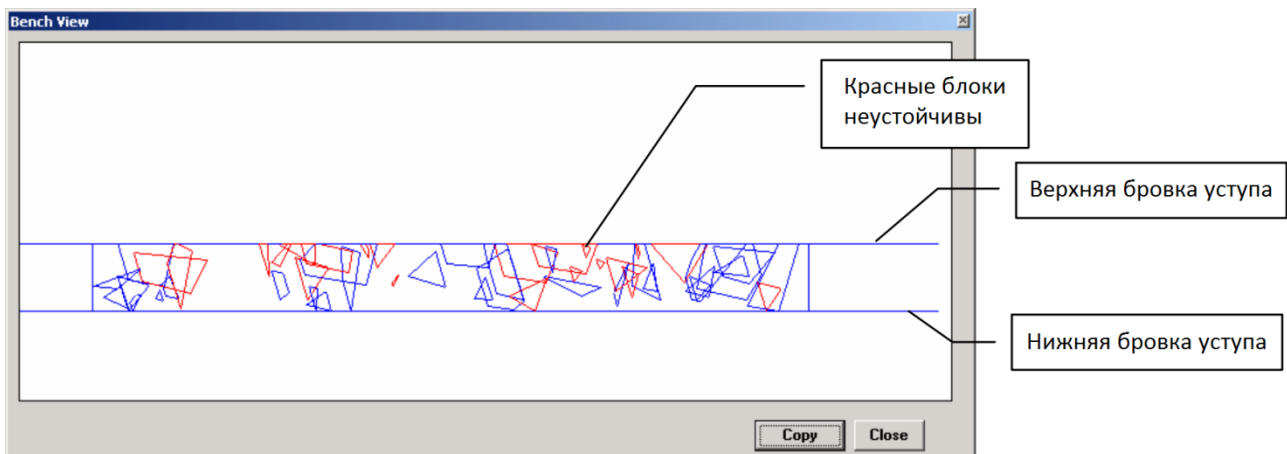 Bench View
Красные блоки
неустойчивы
Верхняя бровка уступа
Нижняя бровка уступа
Copy
Close